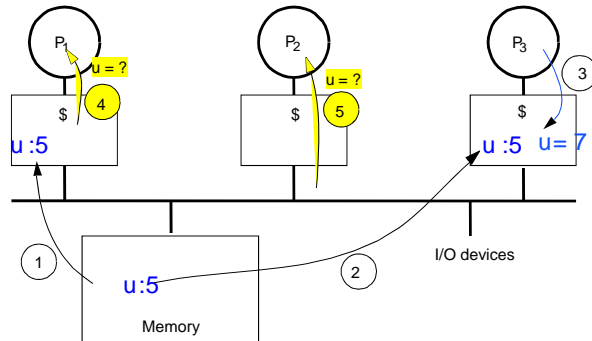 P1
P2
P3
u = ?
u = ?
3
4
5
$
$
$
u:5
u:5
u= 7
1
2
I/O devices
u:5
Memory